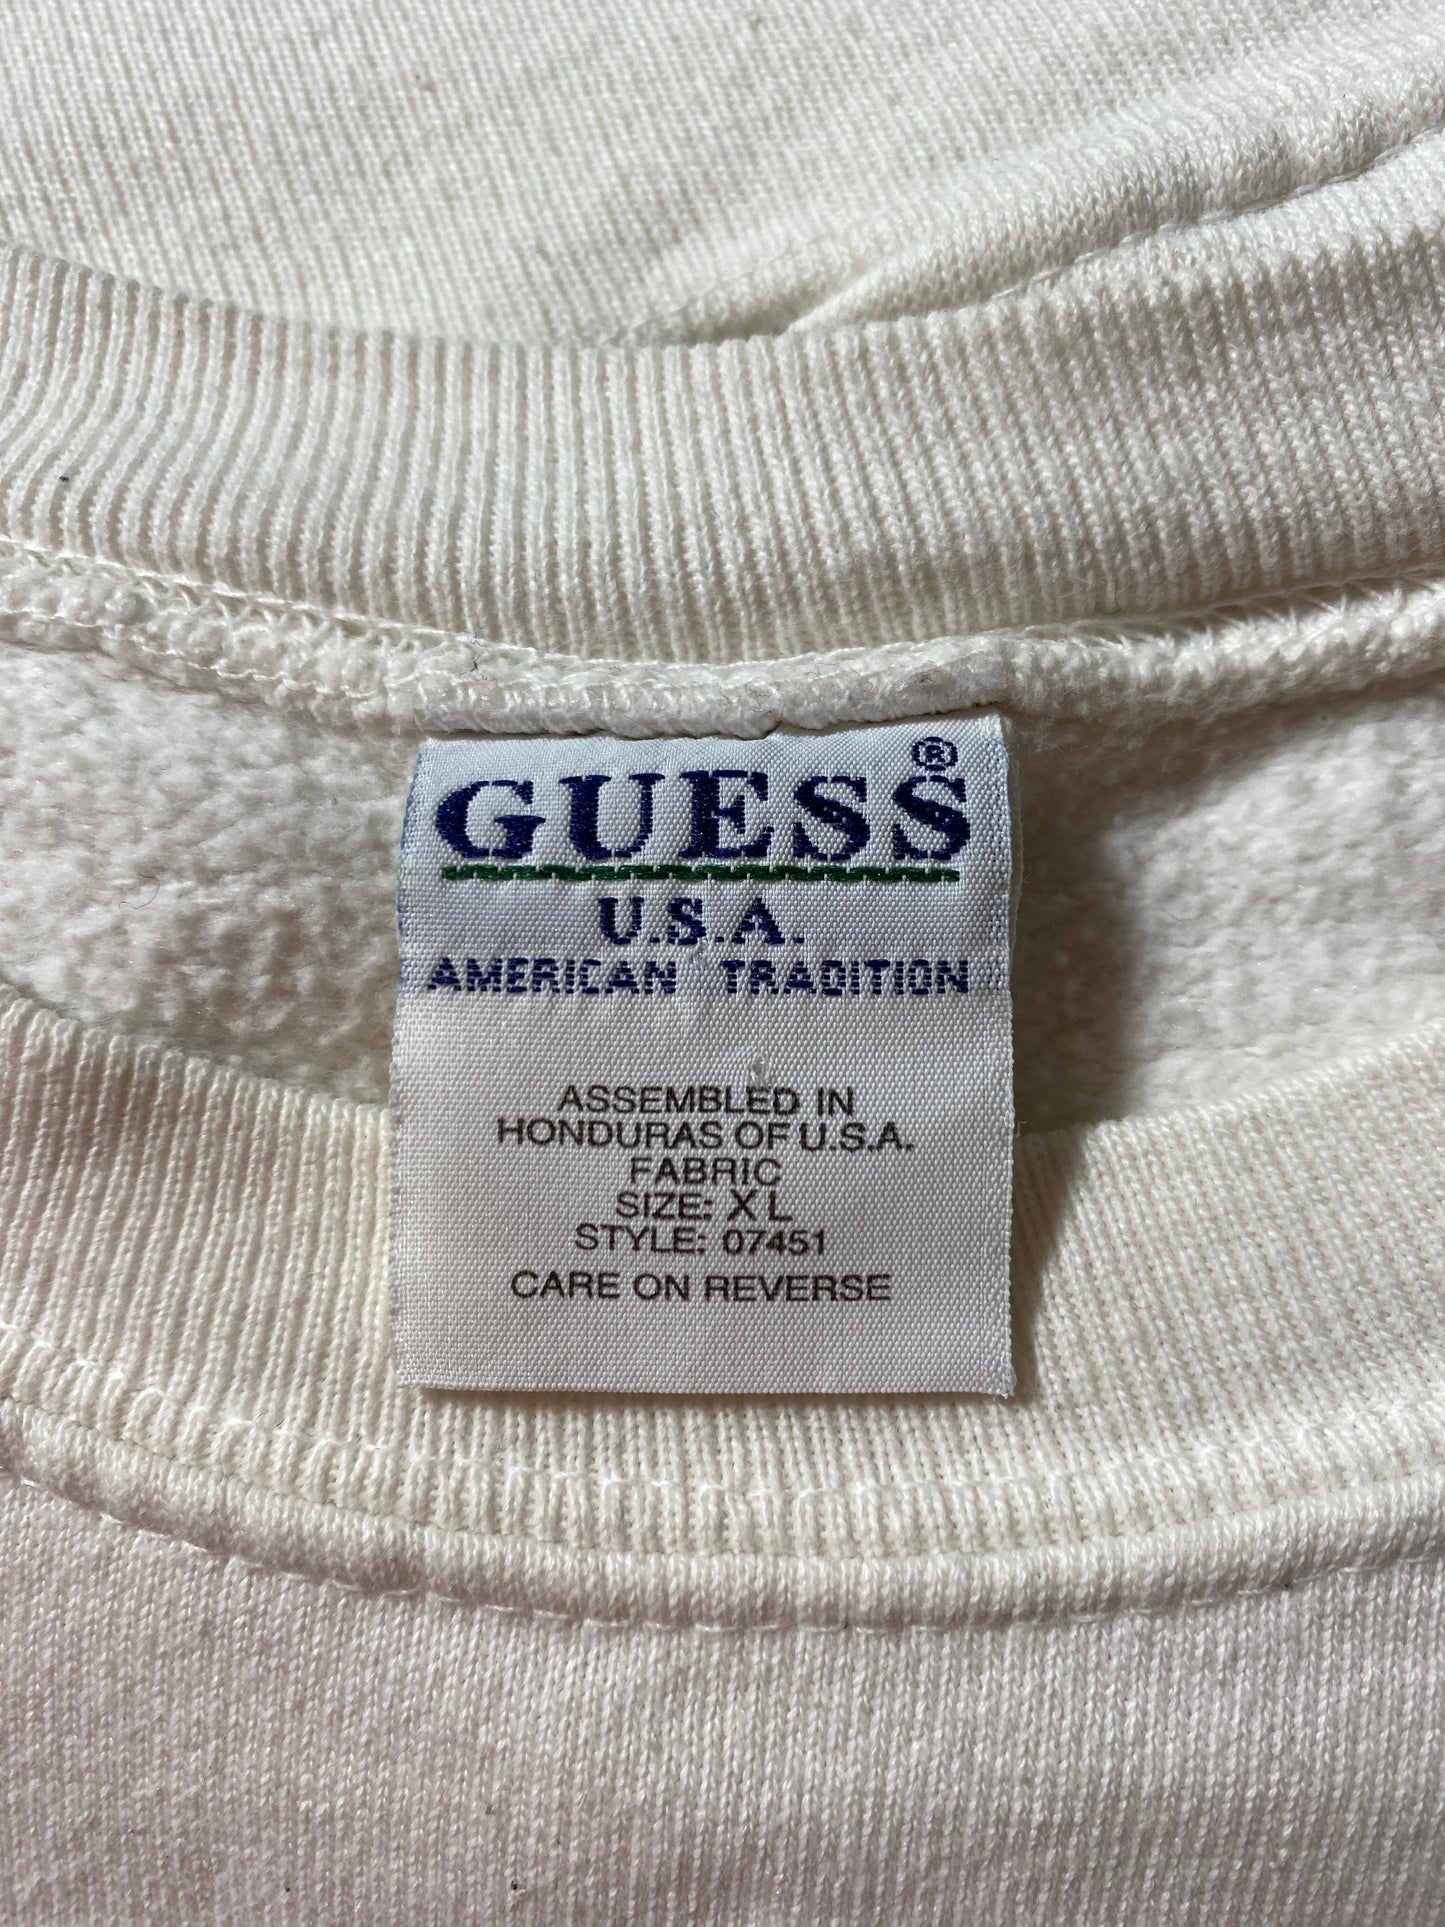 GUESS®
U.S.A.
AMERICAN TRADITION
ASSEMBLED IN
HONDURAS OF U.S.A.
FABRIC
SIZE: XL
STYLE: 07451
CARE ON REVERSE